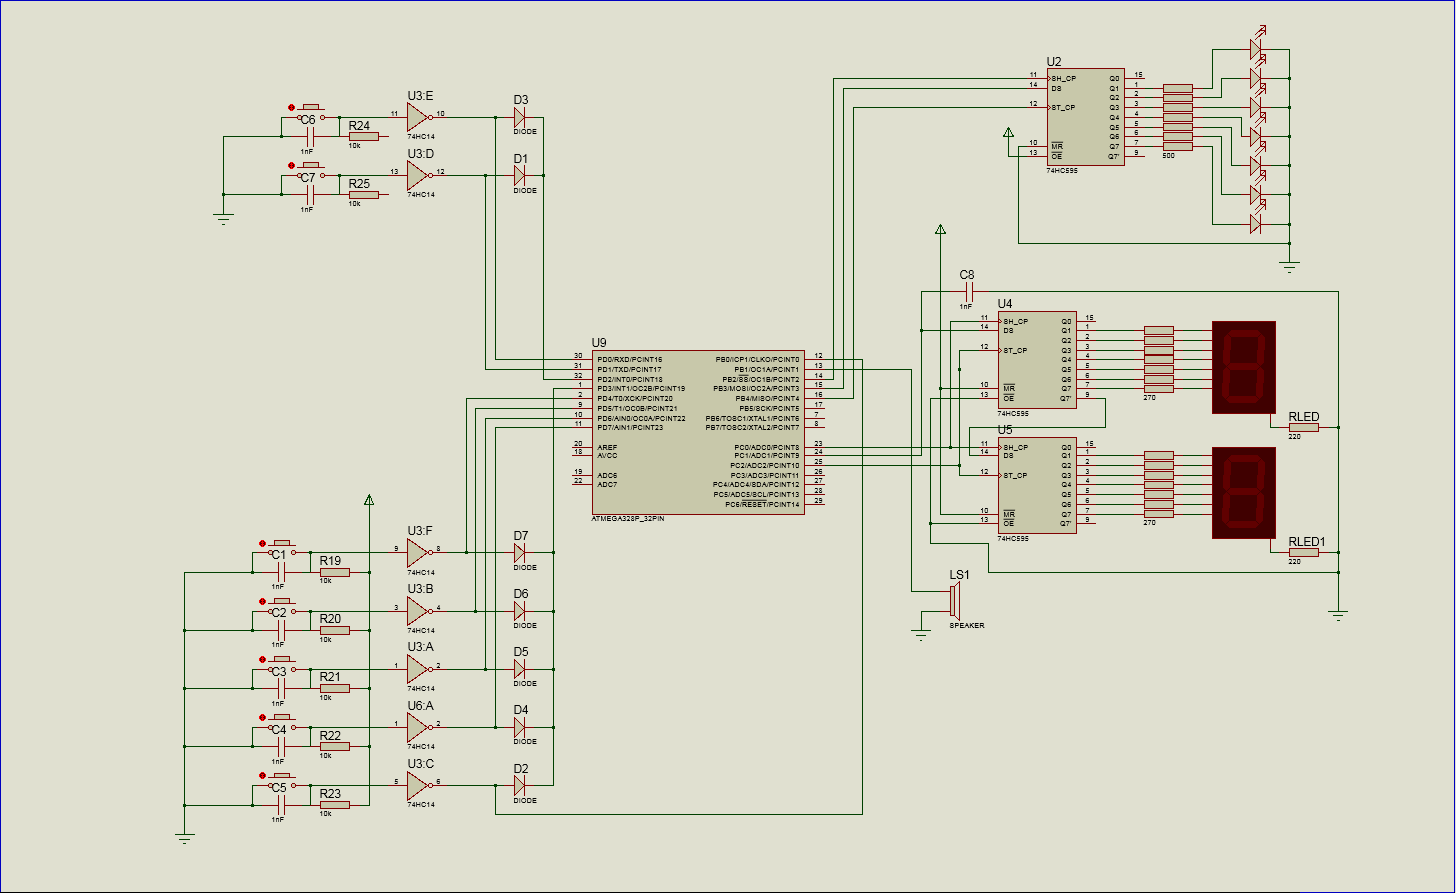 U3:E
C6
1nF
R24
10k
11
10
74HC14
D3
DIODE
U3:D
C7
1nF
R25
10k
13
12
74HC14
D1
DIODE
U2
11 SH_CP
14 DS
12 ST_CP
10 MR
13 OE
Q0 15
Q1 1
Q2 2
Q3 3
Q4 4
Q5 5
Q6 6
Q7 7
Q7' 9
74HC595
500
C8
1nF
U4
11 SH_CP
14 DS
12 ST_CP
10 MR
13 OE
Q0 15
Q1 1
Q2 2
Q3 3
Q4 4
Q5 5
Q6 6
Q7 7
Q7' 9
74HC595
270
RLED
220
U5
11 SH_CP
14 DS
12 ST_CP
10 MR
13 OE
Q0 15
Q1 1
Q2 2
Q3 3
Q4 4
Q5 5
Q6 6
Q7 7
Q7' 9
74HC595
270
RLED1
220
U9
30 PD0/RXD/PCINT16
31 PD1/TXD/PCINT17
32 PD2/INT0/PCINT18
1 PD3/INT1/OC2B/PCINT19
2 PD4/T0/XCK/PCINT20
9 PD5/T1/OC0B/PCINT21
10 PD6/AIN0/OC0A/PCINT22
11 PD7/AIN1/PCINT23
20 AREF
18 AVCC
19 ADC6
22 ADC7
PB0/ICP1/CLKO/PCINT0 12
PB1/OC1A/PCINT1 13
PB2/SS/OC1B/PCINT2 14
PB3/MOSI/OC2A/PCINT3 15
PB4/MISO/PCINT4 16
PB5/SCK/PCINT5 17
PB6/TOSC1/XTAL1/PCINT6 7
PB7/TOSC2/XTAL2/PCINT7 8
PC0/ADC0/PCINT8 23
PC1/ADC1/PCINT9 24
PC2/ADC2/PCINT10 25
PC3/ADC3/PCINT11 26
PC4/ADC4/SDA/PCINT12 27
PC5/ADC5/SCL/PCINT13 28
PC6/RESET/PCINT14 29
ATMEGA328P_32PIN
LS1
SPEAKER
C1
1nF
R19
10k
U3:F
9
8
74HC14
D7
DIODE
C2
1nF
R20
10k
U3:B
3
4
74HC14
D6
DIODE
C3
1nF
R21
10k
U3:A
1
2
74HC14
D5
DIODE
C4
1nF
R22
10k
U6:A
1
2
74HC14
D4
DIODE
C5
1nF
R23
10k
U3:C
5
6
74HC14
D2
DIODE